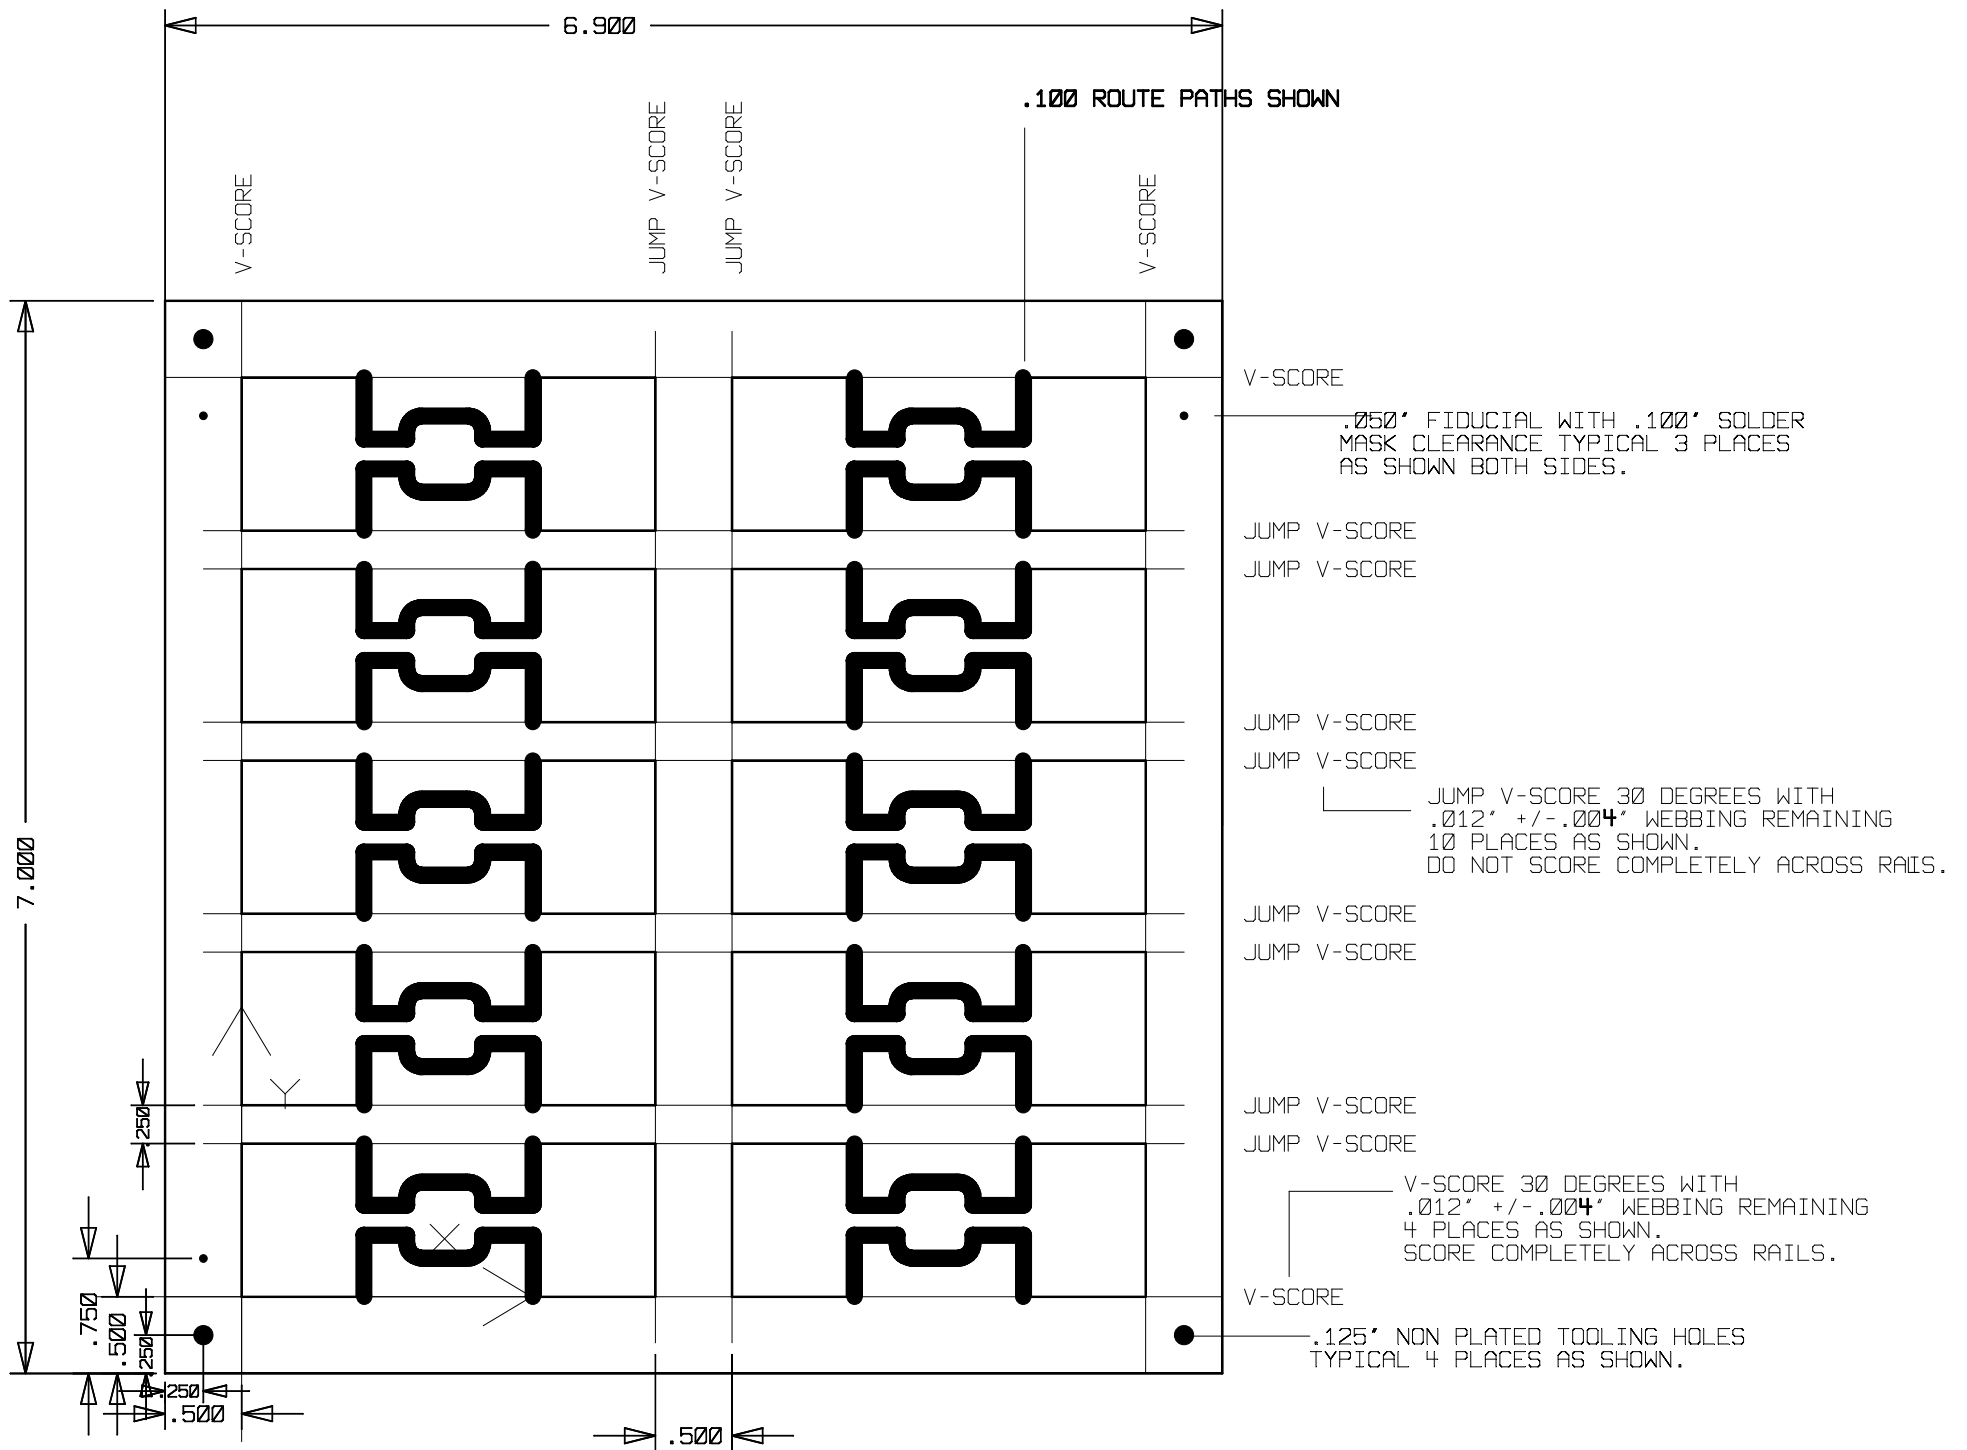 6.900
.100 ROUTE PATHS SHOWN
V-SCORE
JUMP V-SCORE
JUMP V-SCORE
V-SCORE
V-SCORE
.050" FIDUCIAL WITH .100" SOLDER
MASK CLEARANCE TYPICAL 3 PLACES
AS SHOWN BOTH SIDES.
JUMP V-SCORE
JUMP V-SCORE
JUMP V-SCORE
JUMP V-SCORE
JUMP V-SCORE 30 DEGREES WITH
.012" +/-.004" WEBBING REMAINING
10 PLACES AS SHOWN.
DO NOT SCORE COMPLETELY ACROSS RAILS.
7.000
JUMP V-SCORE
JUMP V-SCORE
Y
.250
JUMP V-SCORE
JUMP V-SCORE
V-SCORE 30 DEGREES WITH
.012" +/-.004" WEBBING REMAINING
4 PLACES AS SHOWN.
SCORE COMPLETELY ACROSS RAILS.
X
V-SCORE
.750
.500
.250
.125" NON PLATED TOOLING HOLES
TYPICAL 4 PLACES AS SHOWN.
.250
.500
.500